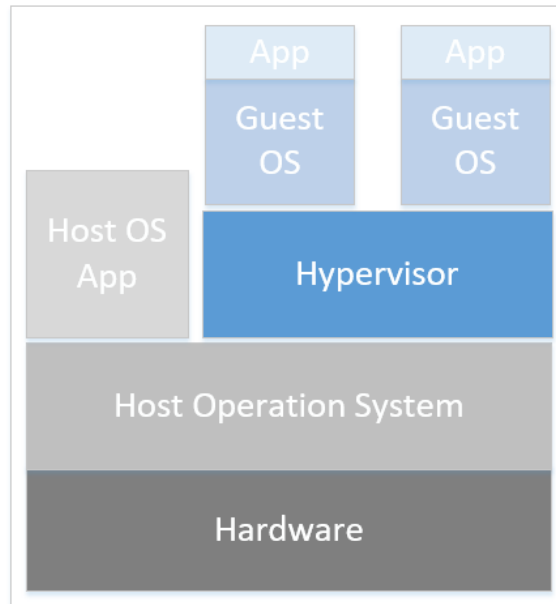 App
App
Guest
OS
Guest
OS
Host OS
App
Hypervisor
Host Operation System
Hardware